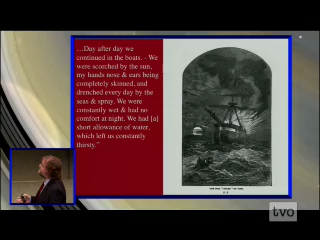 …Day after day we
continued in the boats. - We
were scorched by the sun,
my hands nose & ears being
completely skinned, and
drenched every day by the
seas & spray. We were
constantly wet & had no
comfort at night. We had [a]
short allowance of water,
which left us constantly
thirsty.”
tvo